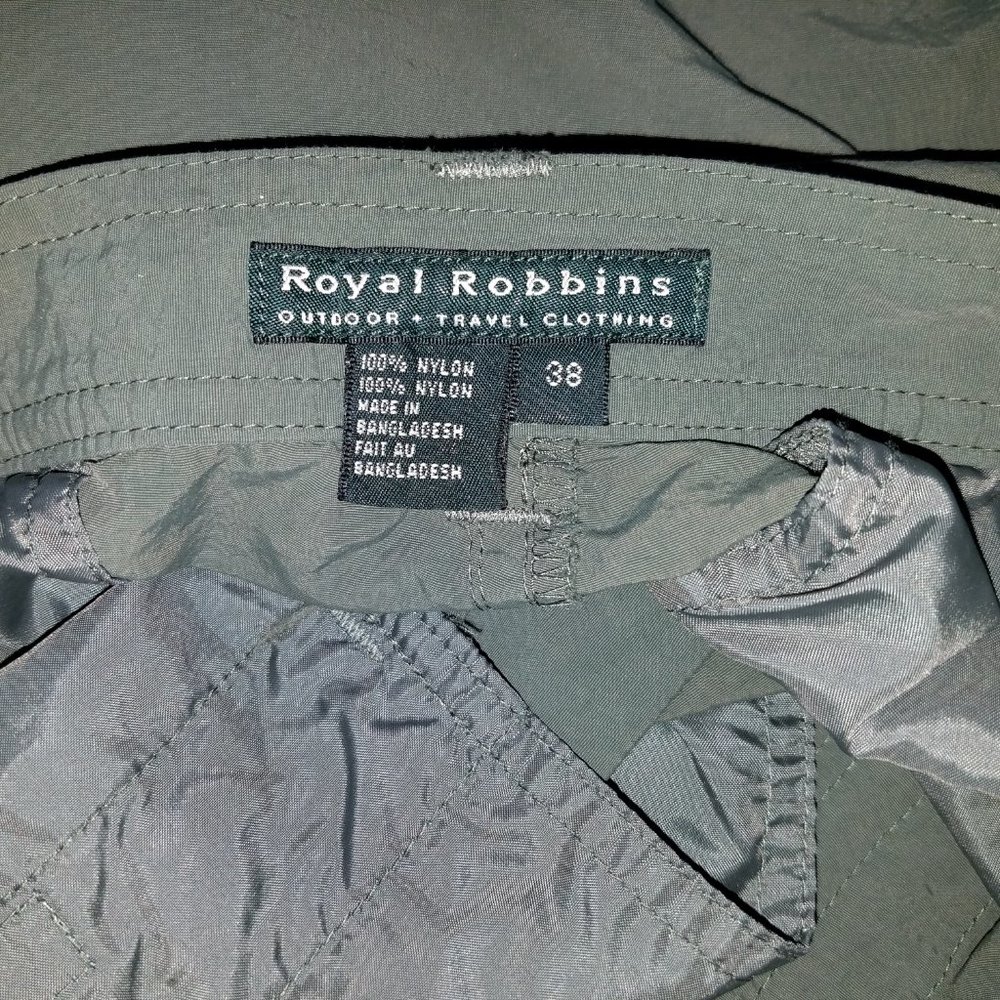 Royal Robbins
OUTDOOR + TRAVEL CLOTHING
100% NYLON
100% NYLON
MADE IN
BANGLADESH
FAIT AU
BANGLADESH
38